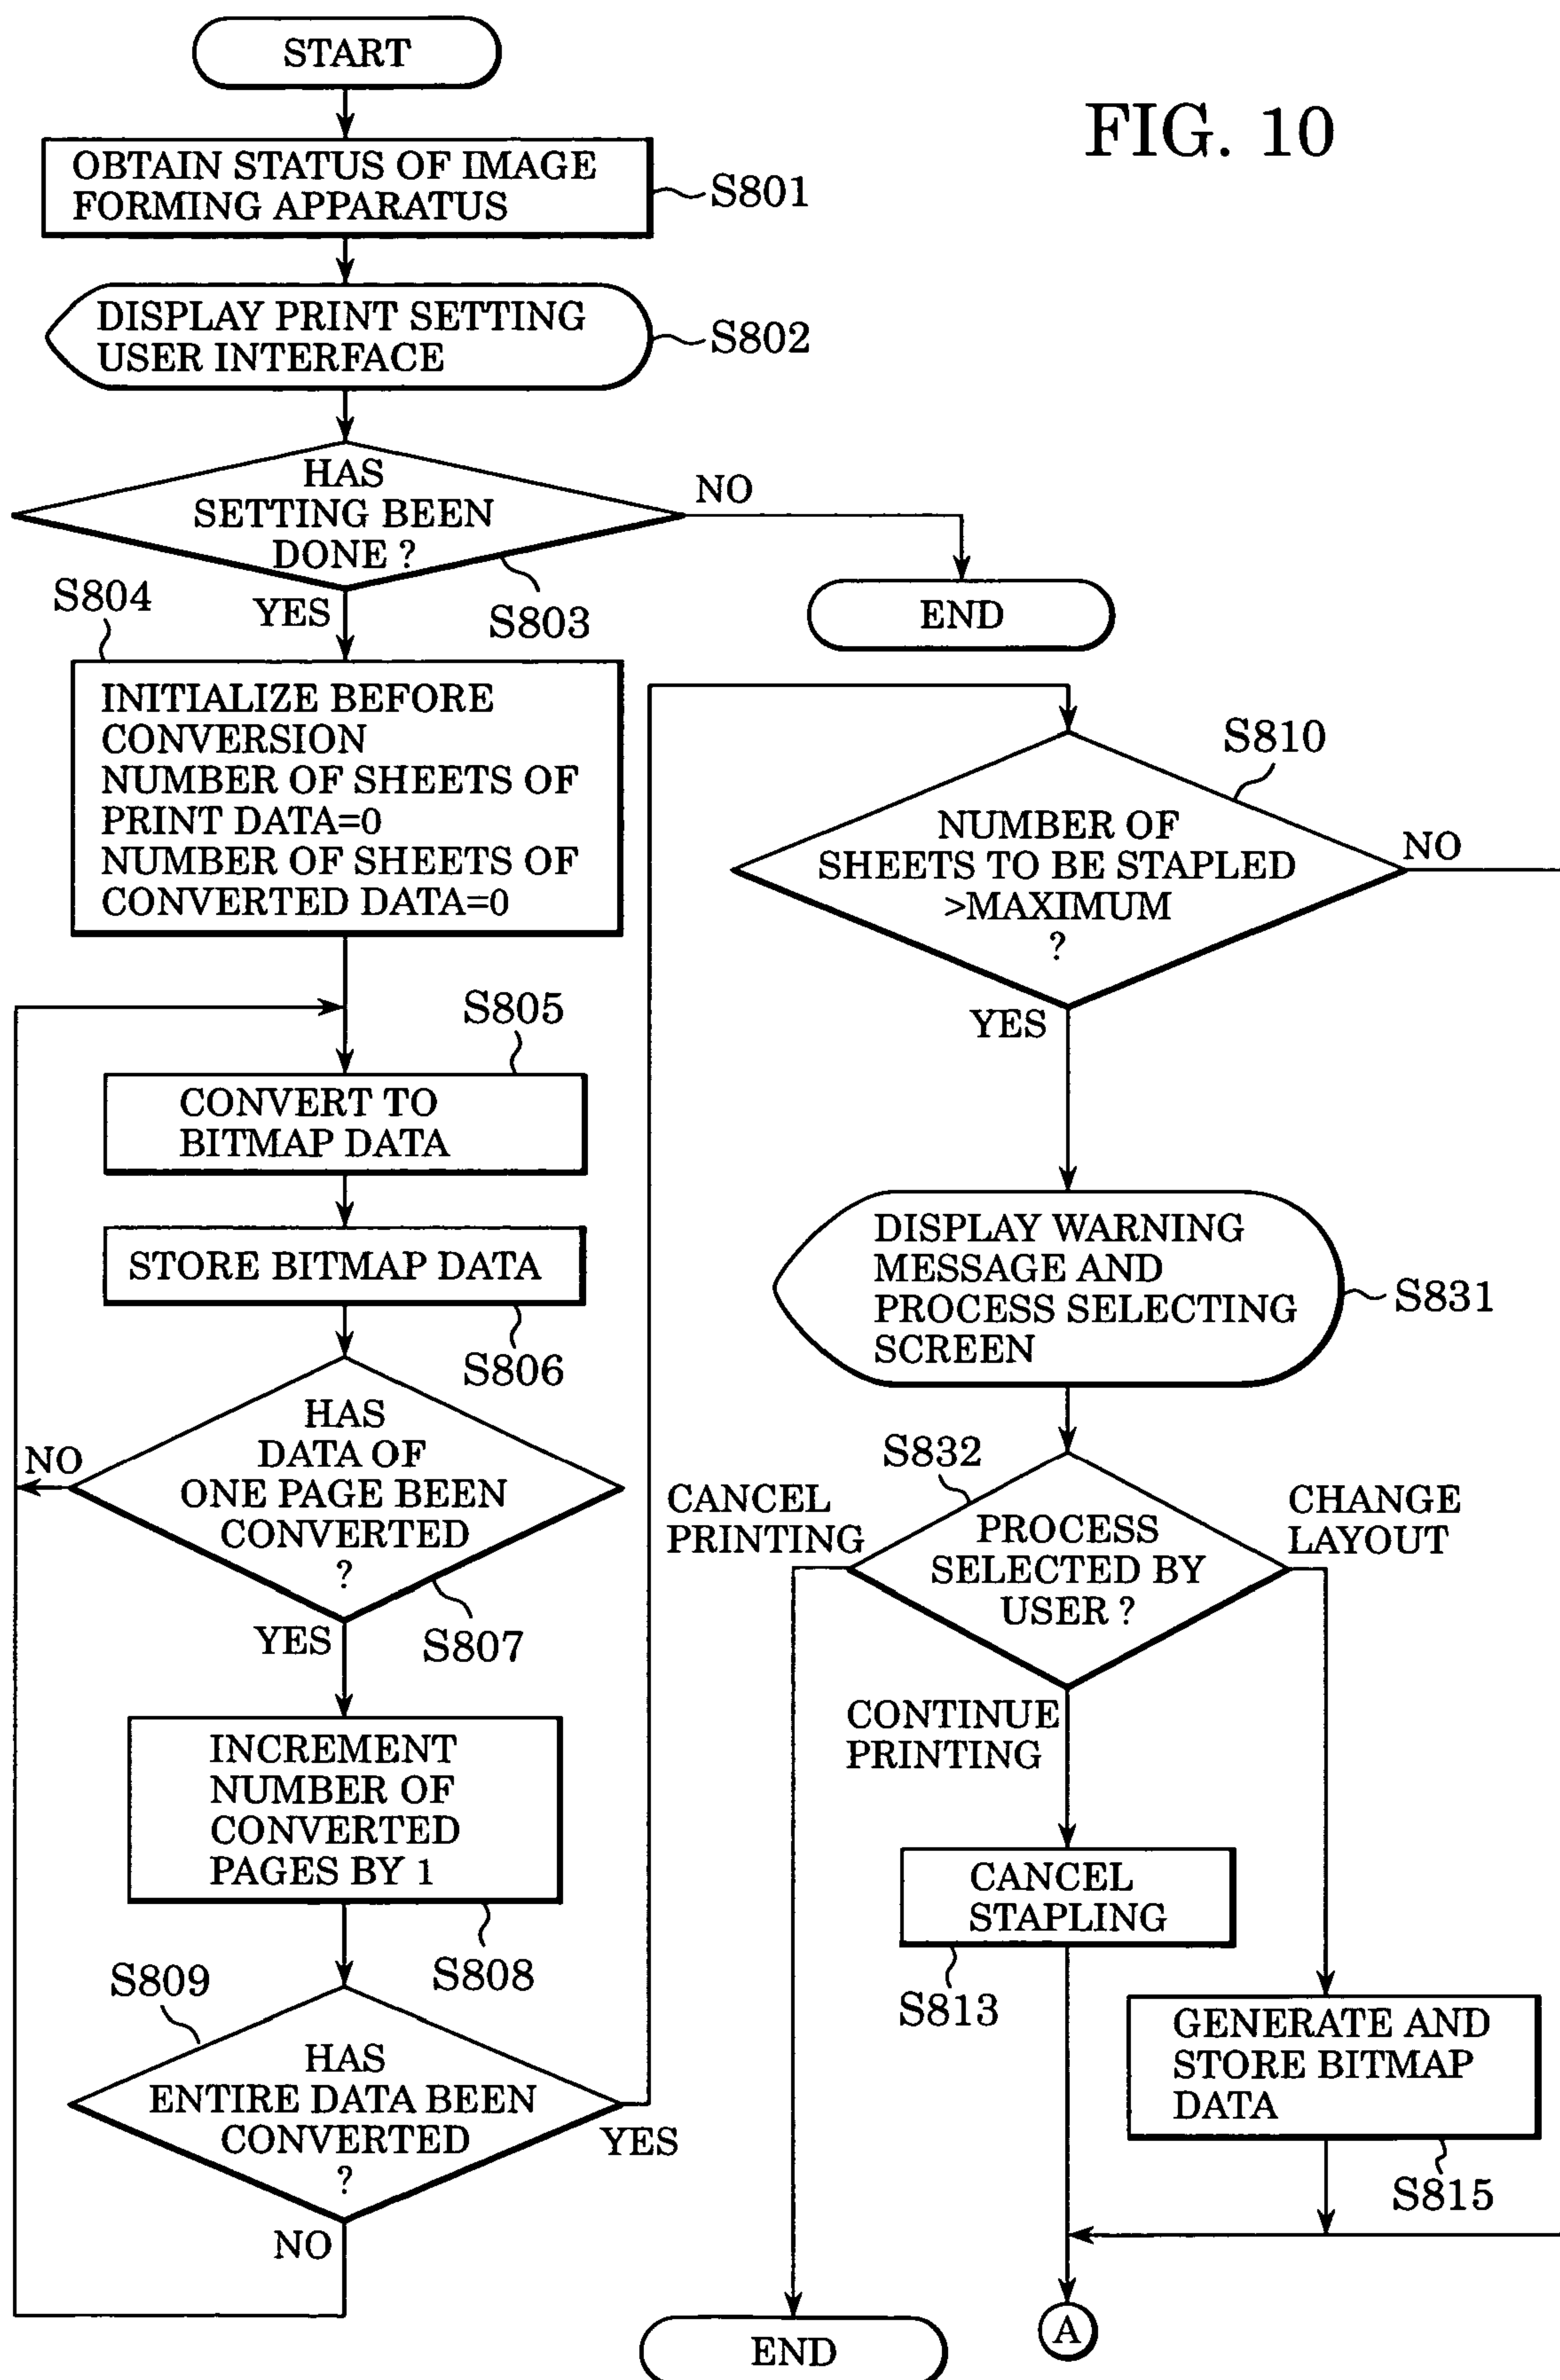 START
FIG. 10
OBTAIN STATUS OF IMAGE
FORMING APPARATUS
S801
DISPLAY PRINT SETTING
USER INTERFACE
S802
HAS
SETTING BEEN
DONE ?
NO
S803
END
YES
S804
INITIALIZE BEFORE
CONVERSION
NUMBER OF SHEETS OF
PRINT DATA=0
NUMBER OF SHEETS OF
CONVERTED DATA=0
S805
CONVERT TO
BITMAP DATA
STORE BITMAP DATA
S806
HAS
DATA OF
ONE PAGE BEEN
CONVERTED
?
NO
YES
S807
INCREMENT
NUMBER OF
CONVERTED
PAGES BY 1
S808
S809
HAS
ENTIRE DATA BEEN
CONVERTED
?
YES
NO
S810
NUMBER OF
SHEETS TO BE STAPLED
>MAXIMUM
?
NO
YES
DISPLAY WARNING
MESSAGE AND
PROCESS SELECTING
SCREEN
S831
S832
PROCESS
SELECTED BY
USER ?
CANCEL
PRINTING
CHANGE
LAYOUT
CONTINUE
PRINTING
CANCEL
STAPLING
S813
GENERATE AND
STORE BITMAP
DATA
S815
END
A